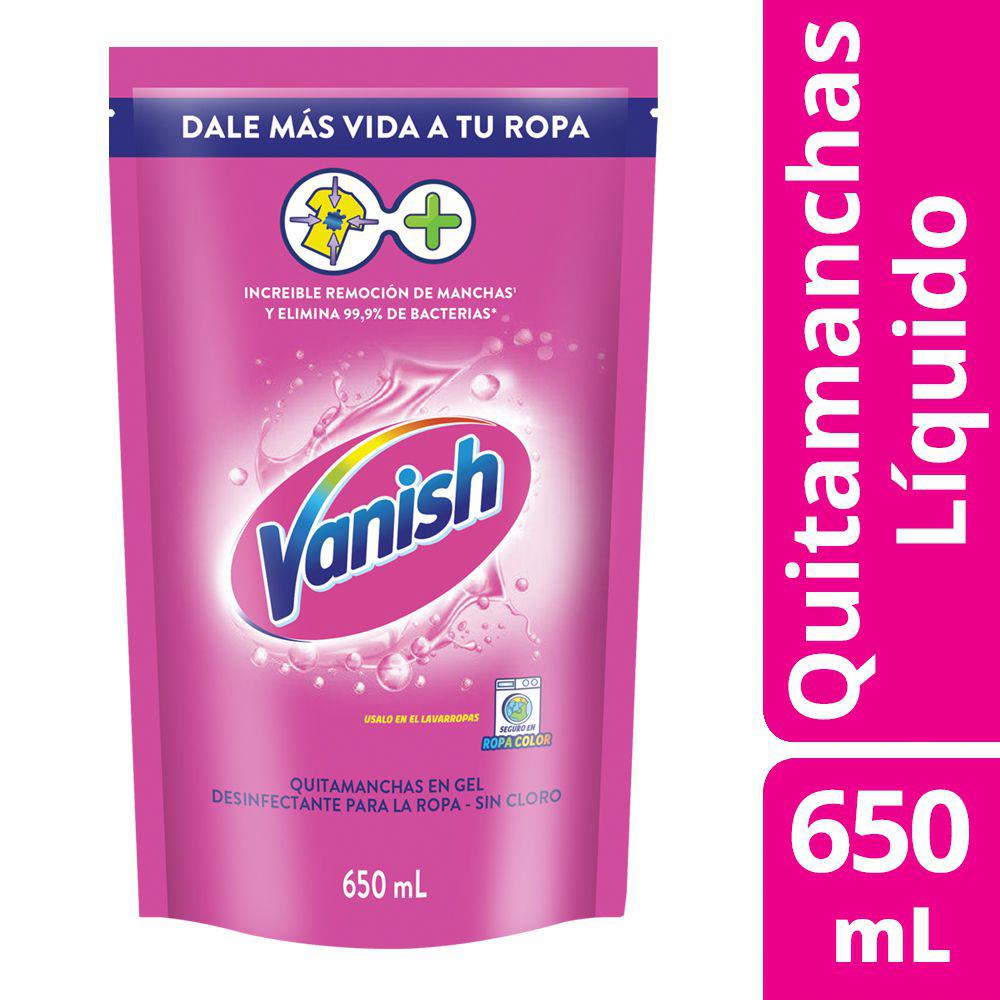 DALE MÁS VIDA A TU ROPA
INCREIBLE REMOCIÓN DE MANCHAS¹
Y ELIMINA 99,9% DE BACTERIAS*
Vanish
USALO EN EL LAVARROPAS
SEGURO EN
ROPA COLOR
QUITAMANCHAS EN GEL
DESINFECTANTE PARA LA ROPA - SIN CLORO
650 mL
Quitamanchas
Líquido
650
mL